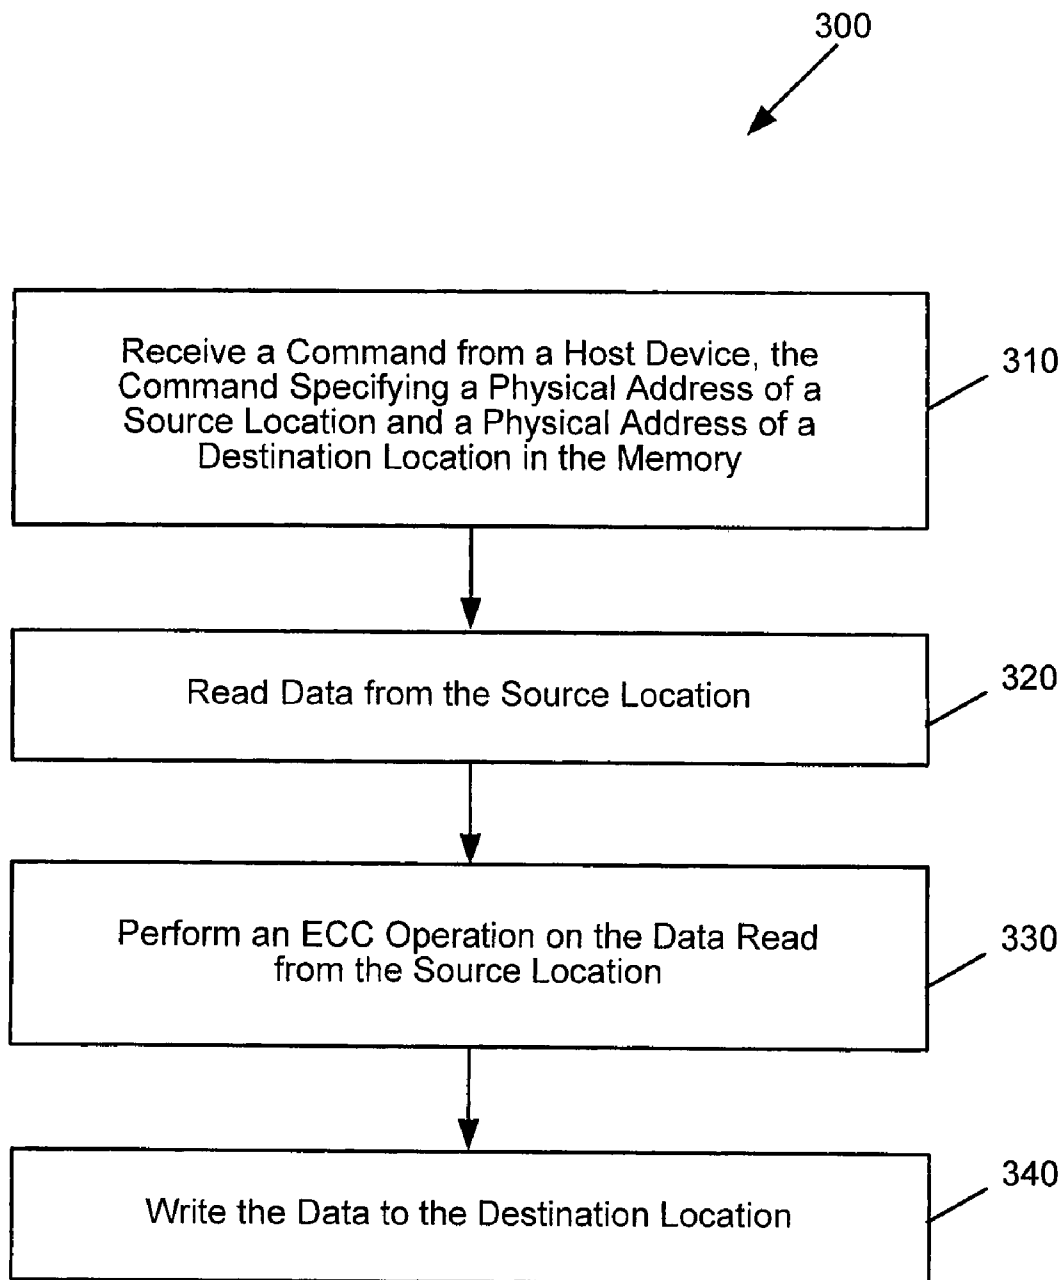 300
Receive a Command from a Host Device, the
Command Specifying a Physical Address of a
Source Location and a Physical Address of a
Destination Location in the Memory
310
Read Data from the Source Location
320
Perform an ECC Operation on the Data Read
from the Source Location
330
Write the Data to the Destination Location
340